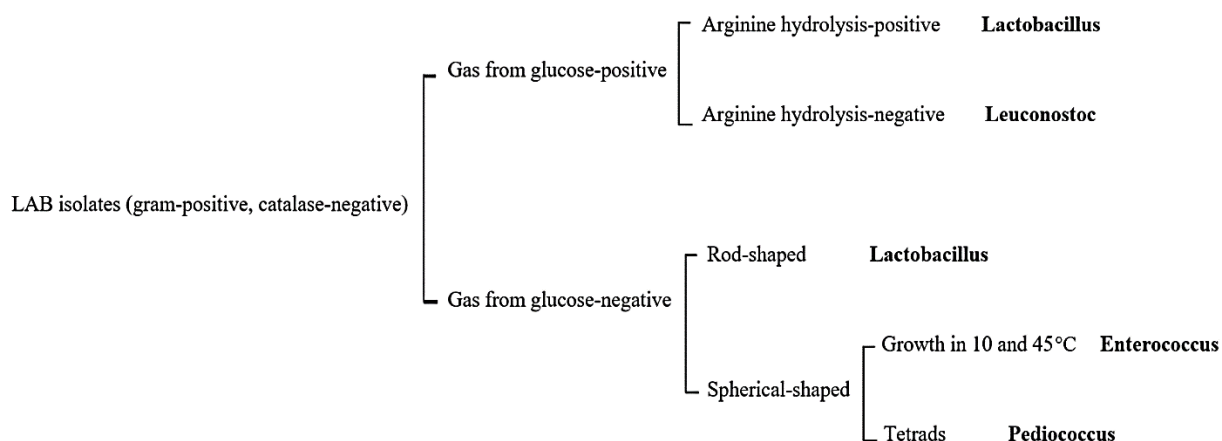 Arginine hydrolysis-positive Lactobacillus
Gas from glucose-positive
Arginine hydrolysis-negative Leuconostoc
LAB isolates (gram-positive, catalase-negative)
Rod-shaped Lactobacillus
Gas from glucose-negative
Growth in 10 and 45°C Enterococcus
Spherical-shaped
Tetrads Pediococcus